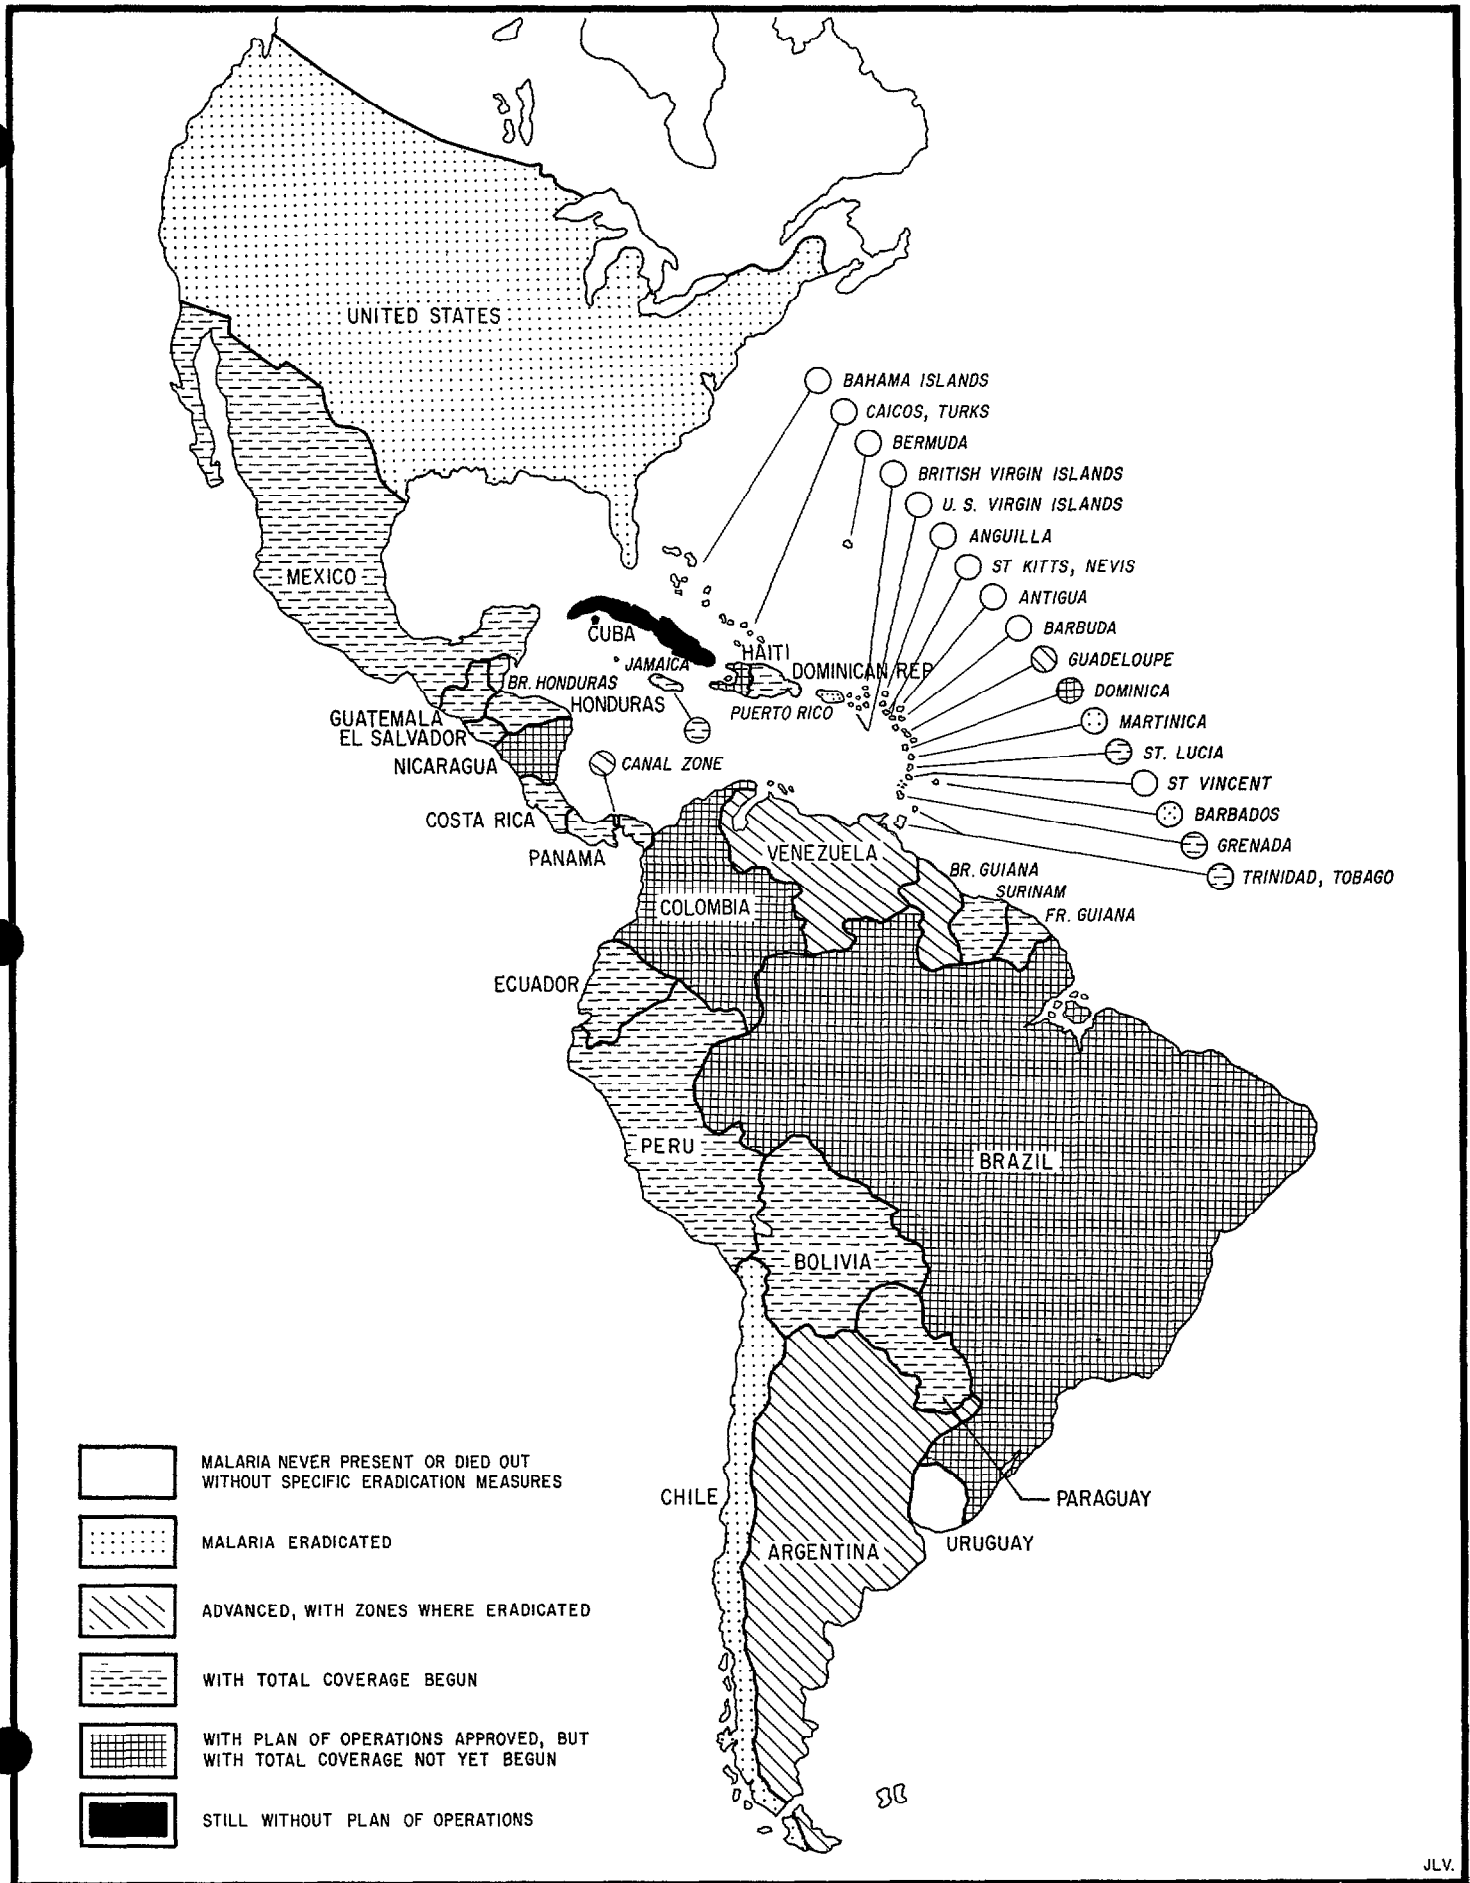 UNITED STATES
BAHAMA ISLANDS
CAICOS, TURKS
BERMUDA
BRITISH VIRGIN ISLANDS
U. S. VIRGIN ISLANDS
ANGUILLA
ST KITTS, NEVIS
ANTIGUA
BARBUDA
GUADELOUPE
DOMINICA
MARTINICA
ST. LUCIA
ST VINCENT
BARBADOS
GRENADA
TRINIDAD, TOBAGO
MEXICO
CUBA
HAITI
JAMAICA
DOMINICAN REP.
BR. HONDURAS
HONDURAS
PUERTO RICO
GUATEMALA
EL SALVADOR
NICARAGUA
CANAL ZONE
COSTA RICA
PANAMA
VENEZUELA
BR. GUIANA
SURINAM
FR. GUIANA
COLOMBIA
ECUADOR
PERU
BRAZIL
BOLIVIA
CHILE
PARAGUAY
URUGUAY
ARGENTINA
MALARIA NEVER PRESENT OR DIED OUT
WITHOUT SPECIFIC ERADICATION MEASURES
MALARIA ERADICATED
ADVANCED, WITH ZONES WHERE ERADICATED
WITH TOTAL COVERAGE BEGUN
WITH PLAN OF OPERATIONS APPROVED, BUT
WITH TOTAL COVERAGE NOT YET BEGUN
STILL WITHOUT PLAN OF OPERATIONS
JLV.